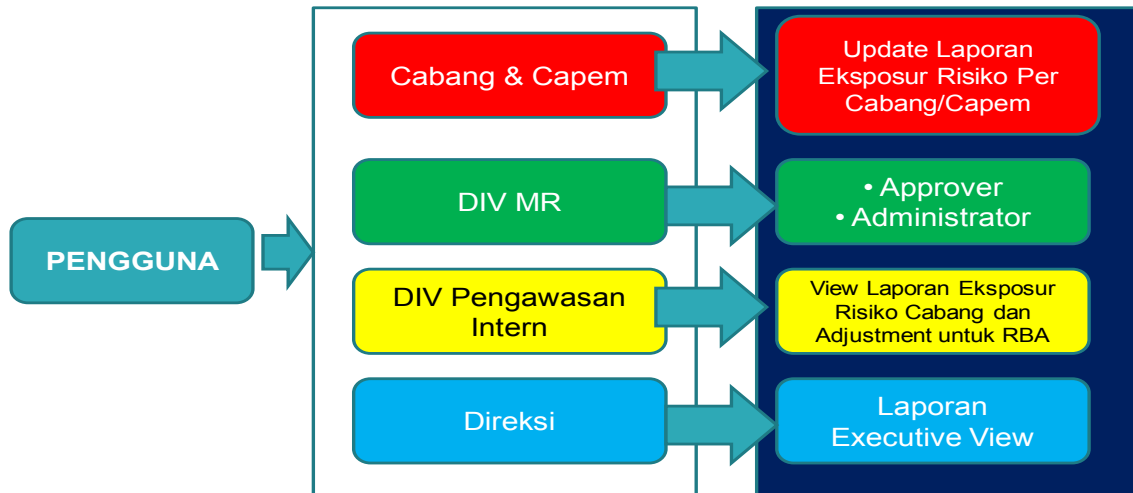 PENGGUNA
Cabang & Capem
Update Laporan
Eksposur Risiko Per
Cabang/Capem
DIV MR
• Approver
• Administrator
DIV Pengawasan
Intern
View Laporan Eksposur
Risiko Cabang dan
Adjustment untuk RBA
Direksi
Laporan
Executive View